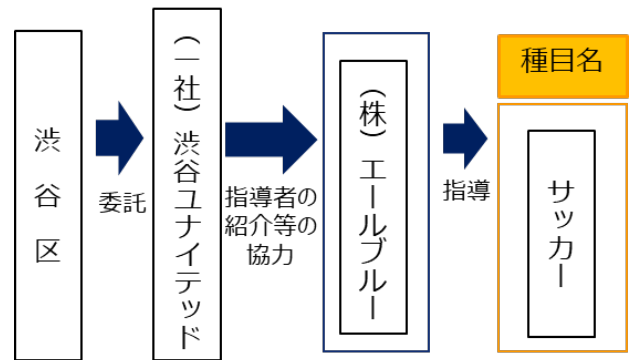 渋谷区
委託
（一社）渋谷ユナイテッド
指導者の
紹介等の
協力
（株）エールブルー
指導
種目名
サッカー